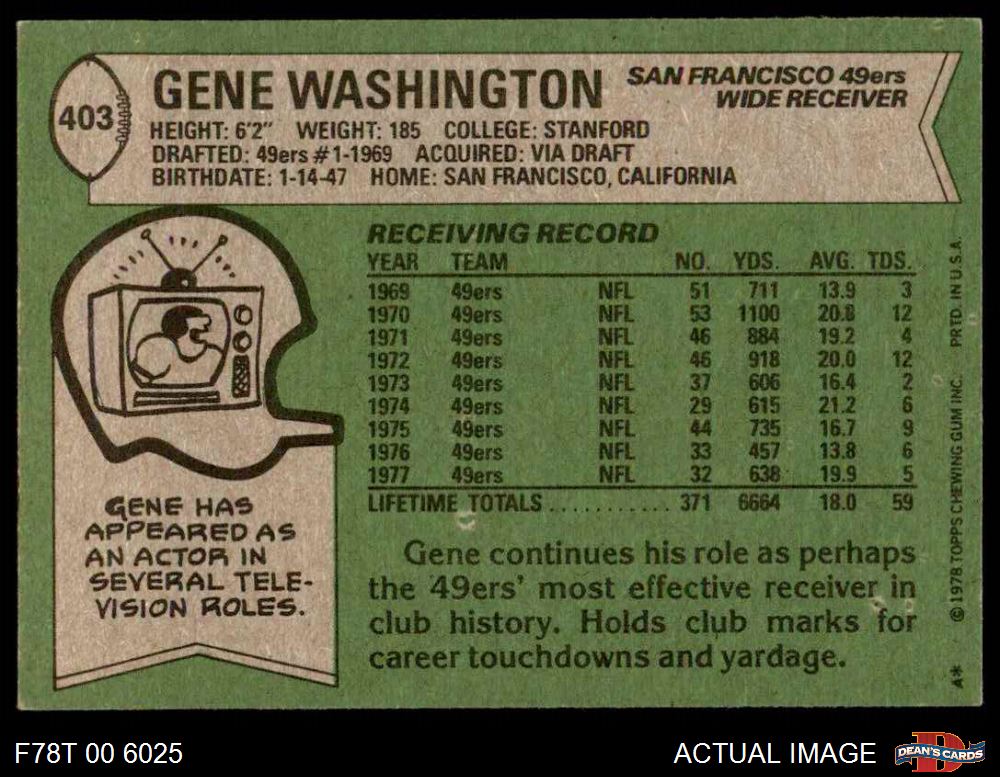 403
GENE WASHINGTON
SAN FRANCISCO 49ers
WIDE RECEIVER
HEIGHT: 6'2" WEIGHT: 185 COLLEGE: STANFORD
DRAFTED: 49ers #1-1969 ACQUIRED: VIA DRAFT
BIRTHDATE: 1-14-47 HOME: SAN FRANCISCO, CALIFORNIA
RECEIVING RECORD
YEAR TEAM NO. YDS. AVG. TDS.
1969 49ers NFL 51 711 13.9 3
1970 49ers NFL 53 1100 20.8 12
1971 49ers NFL 46 884 19.2 4
1972 49ers NFL 46 918 20.0 12
1973 49ers NFL 37 606 16.4 2
1974 49ers NFL 29 615 21.2 6
1975 49ers NFL 44 735 16.7 9
1976 49ers NFL 33 457 13.8 6
1977 49ers NFL 32 638 19.9 5
LIFETIME TOTALS ........... 371 6664 18.0 59
GENE HAS
APPEARED AS
AN ACTOR IN
SEVERAL TELE-
VISION ROLES.
Gene continues his role as perhaps
the 49ers' most effective receiver in
club history. Holds club marks for
career touchdowns and yardage.
A* © 1978 TOPPS CHEWING GUM INC. PRTD. IN U.S.A.
F78T 00 6025
ACTUAL IMAGE
D
DEAN'S CARDS